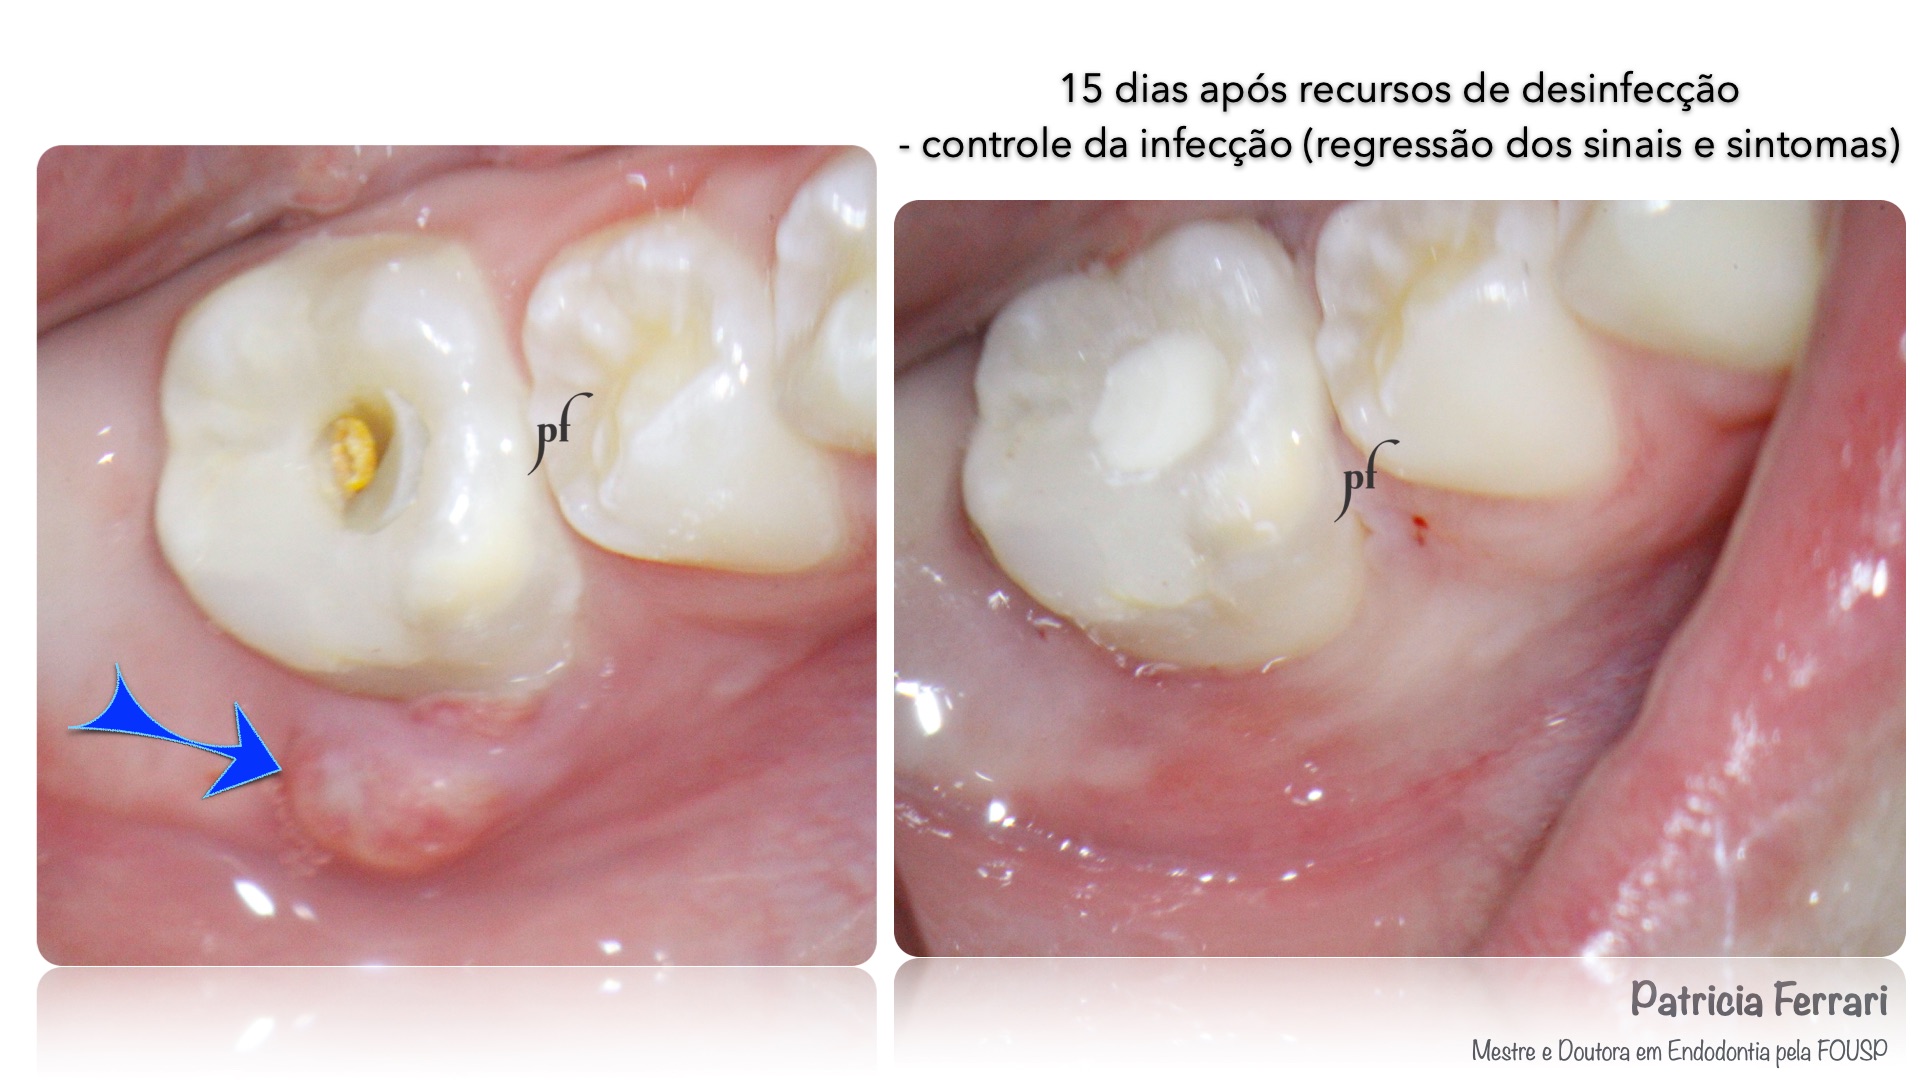 15 dias após recursos de desinfecção
- controle da infecção (regressão dos sinais e sintomas)
pf
pf
Patricia Ferrari
Mestre e Doutora em Endodontia pela FOUSP